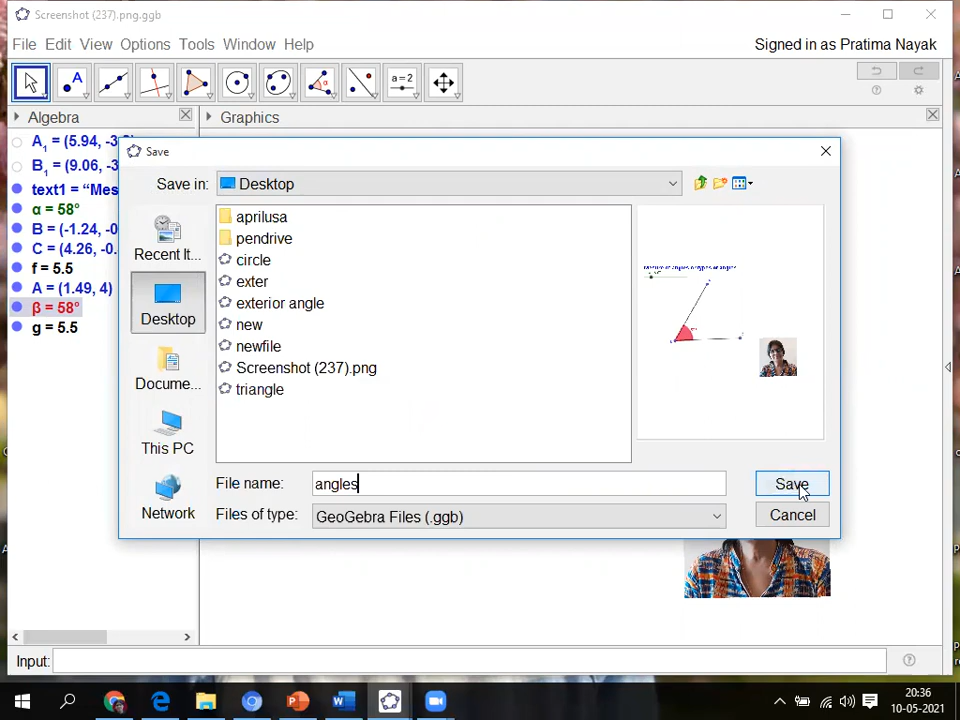 Screenshot (237).png.ggb
File Edit View Options Tools Window Help
Signed in as Pratima Nayak
A
α
a=2
Algebra
Graphics
A1 = (5.94, -3
B1 = (9.06, -3
text1 = “Mes
α = 58°
B = (-1.24, -0
C = (4.26, -0.
f = 5.5
A = (1.49, 4)
β = 58°
g = 5.5
Save
Save in: Desktop
Recent It...
Desktop
Docume...
This PC
Network
aprilusa
pendrive
circle
exter
exterior angle
new
newfile
Screenshot (237).png
triangle
File name: angles
Save
Files of type: GeoGebra Files (.ggb)
Cancel
Input:
20:36
10-05-2021